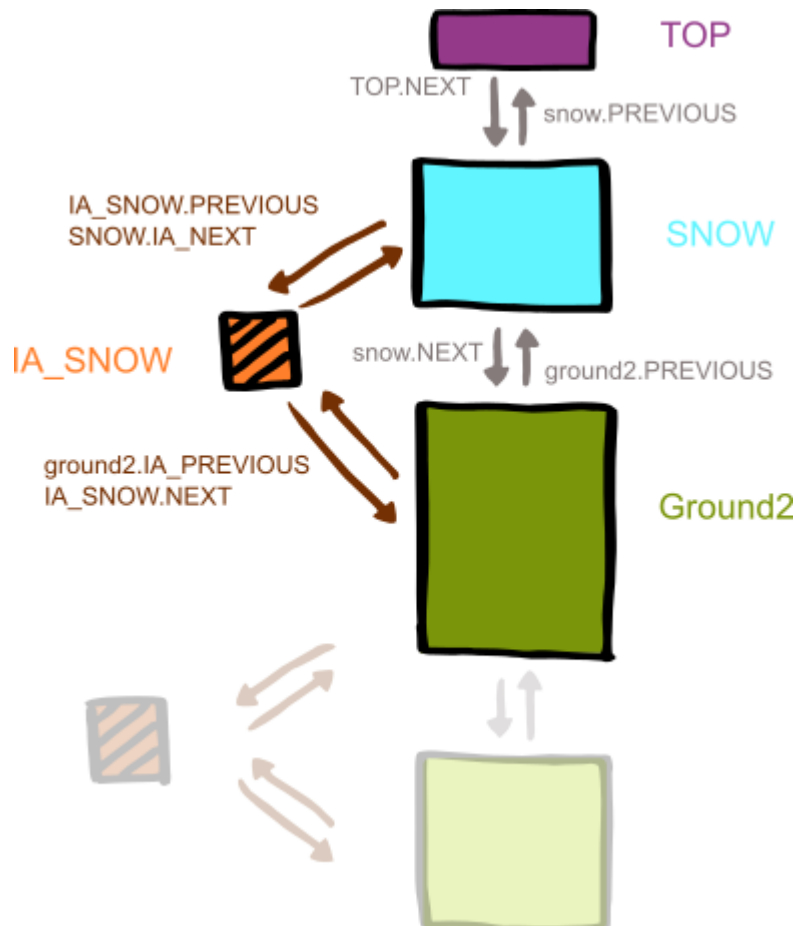 TOP
TOP.NEXT
snow.PREVIOUS
IA_SNOW.PREVIOUS
SNOW.IA_NEXT
SNOW
IA_SNOW
snow.NEXT
ground2.PREVIOUS
ground2.IA_PREVIOUS
IA_SNOW.NEXT
Ground2